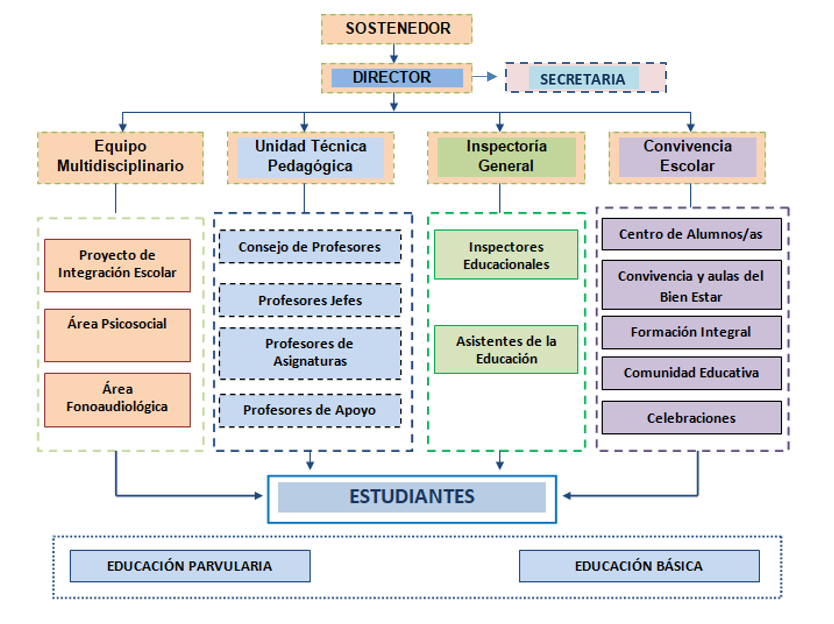 SOSTENEDOR
DIRECTOR
SECRETARIA
Equipo
Multidisciplinario
Unidad Técnica
Pedagógica
Inspectoría
General
Convivencia
Escolar
Proyecto de
Integración Escolar
Área Psicosocial
Área
Fonoaudiológica
Consejo de Profesores
Profesores Jefes
Profesores de
Asignaturas
Profesores de Apoyo
Inspectores
Educacionales
Asistentes de la
Educación
Centro de Alumnos/as
Convivencia y aulas del
Bien Estar
Formación Integral
Comunidad Educativa
Celebraciones
ESTUDIANTES
EDUCACIÓN PARVULARIA
EDUCACIÓN BÁSICA